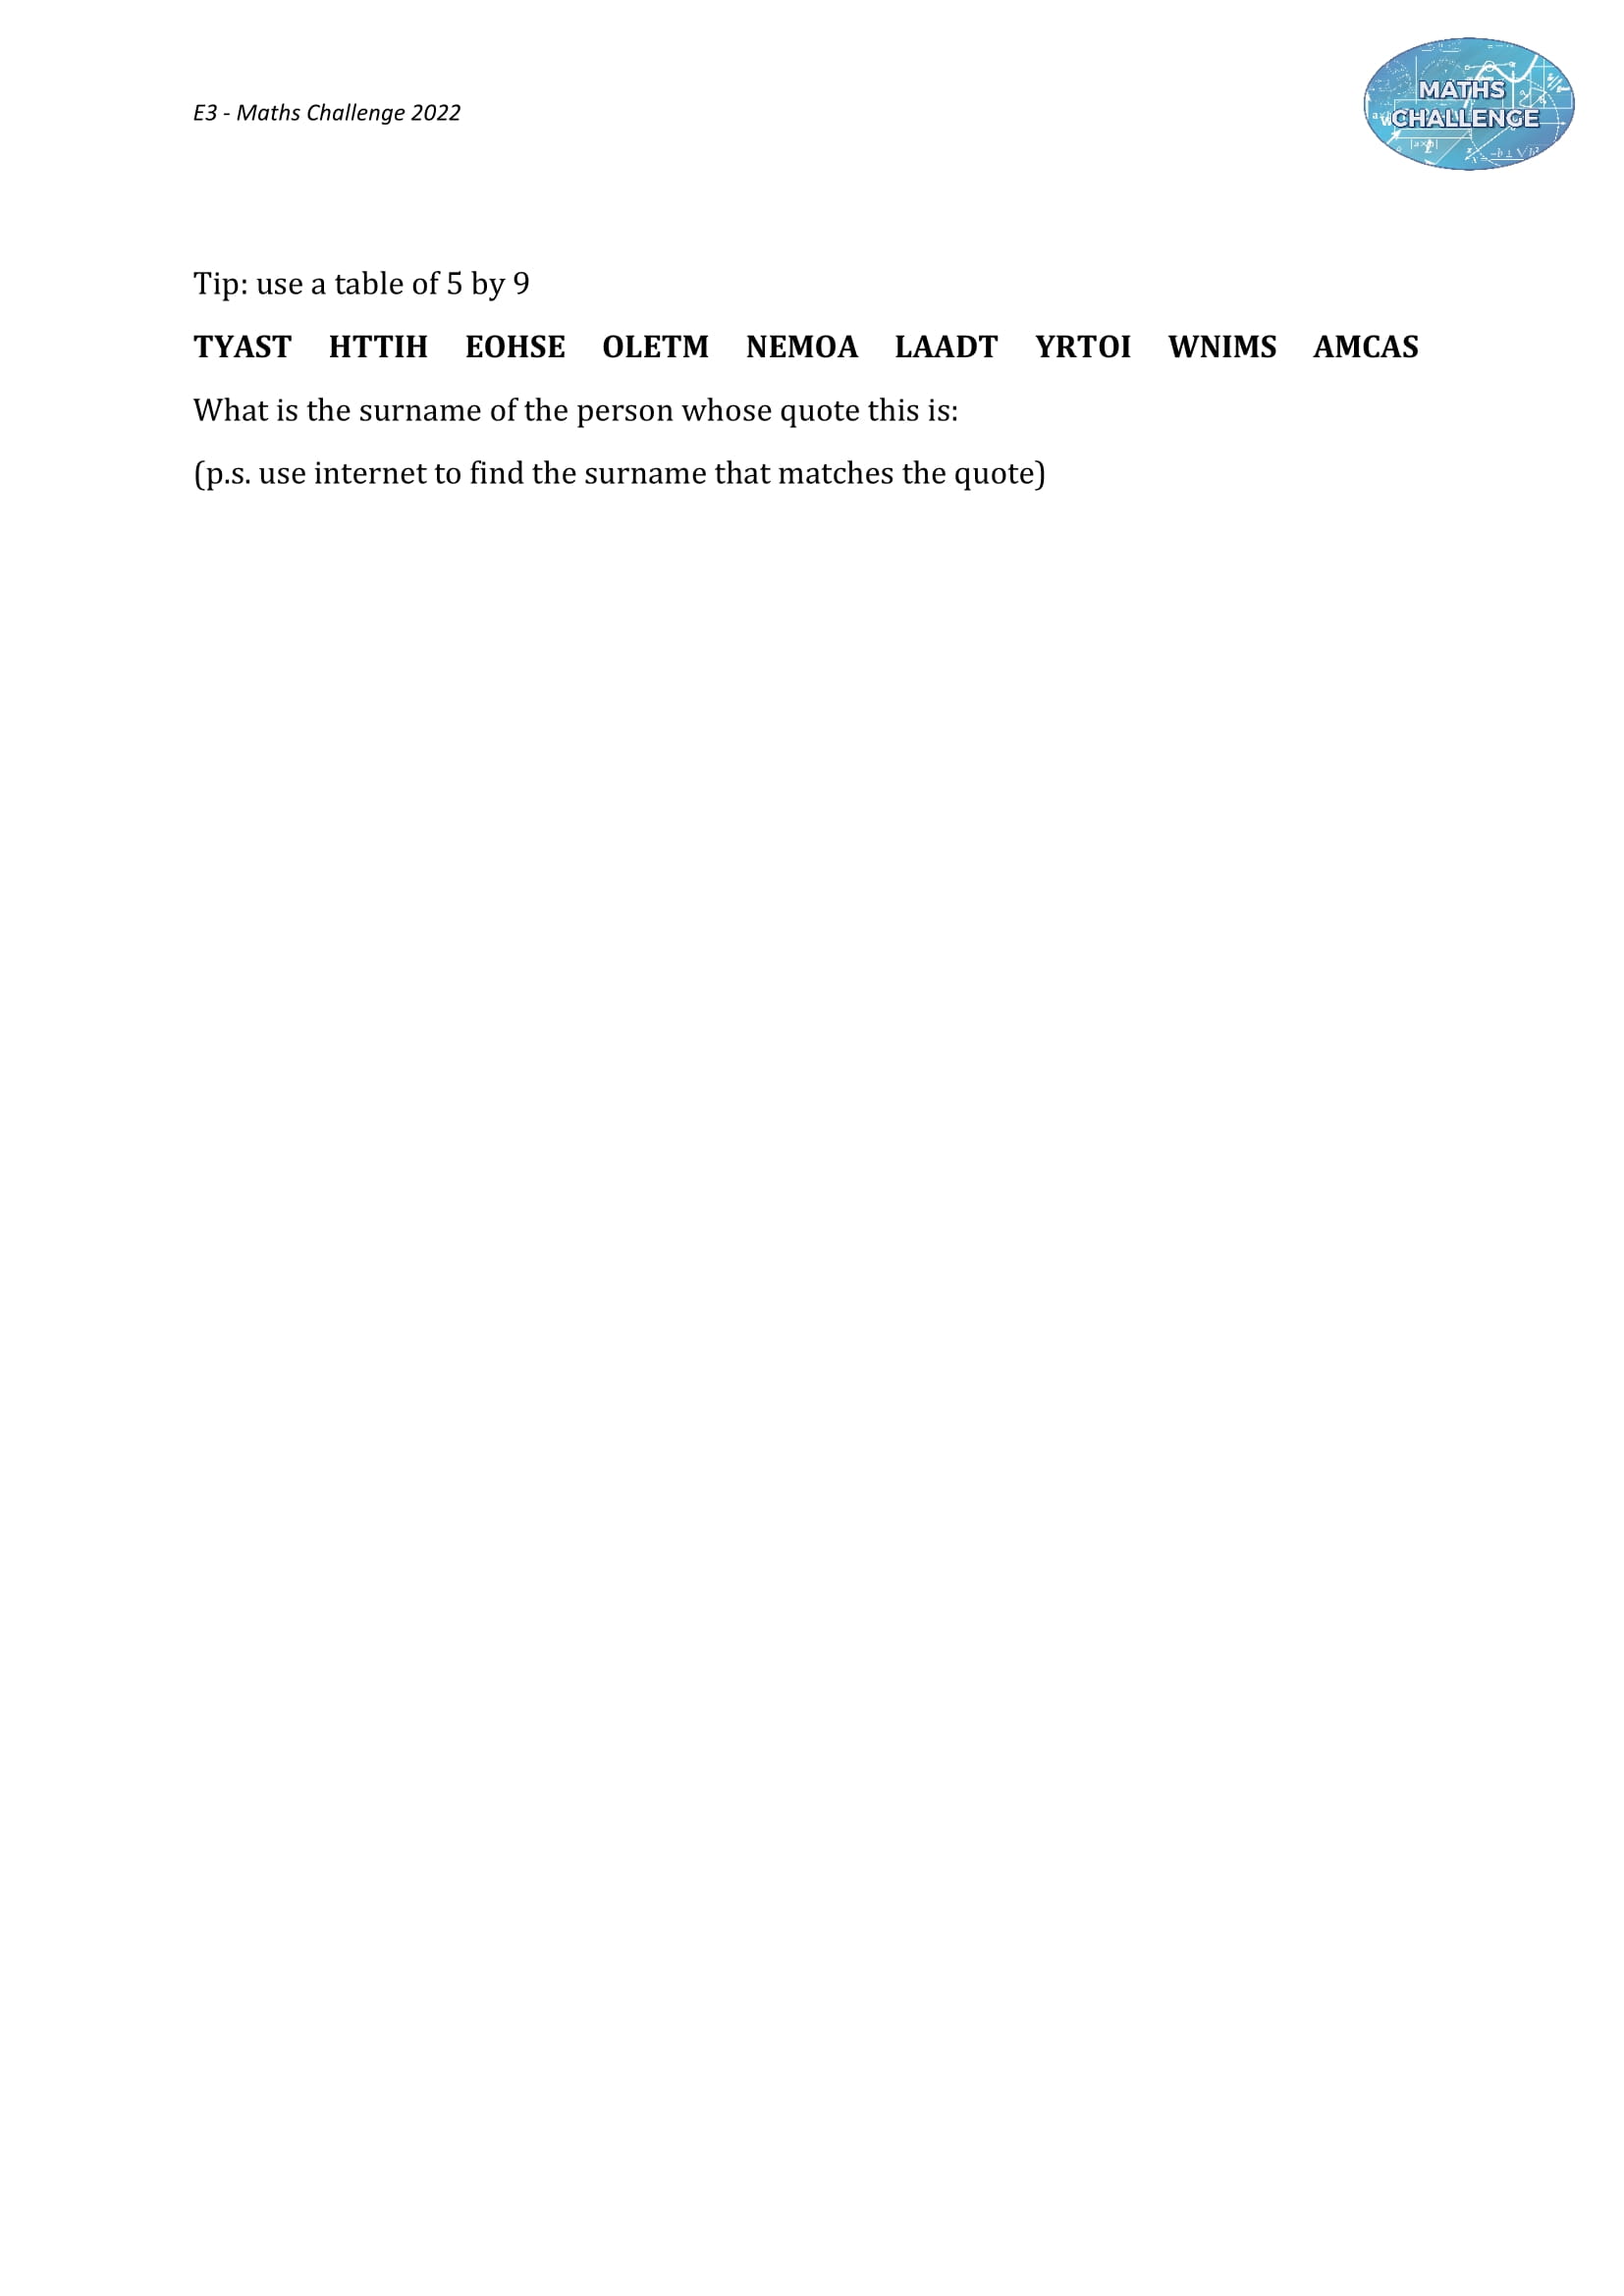 E3 - Maths Challenge 2022
MATHS
CHALLENGE
Tip: use a table of 5 by 9
TYAST HTTIH EOHSE OLETM NEMOA LAADT YRTOI WNIMS AMCAS
What is the surname of the person whose quote this is:
(p.s. use internet to find the surname that matches the quote)